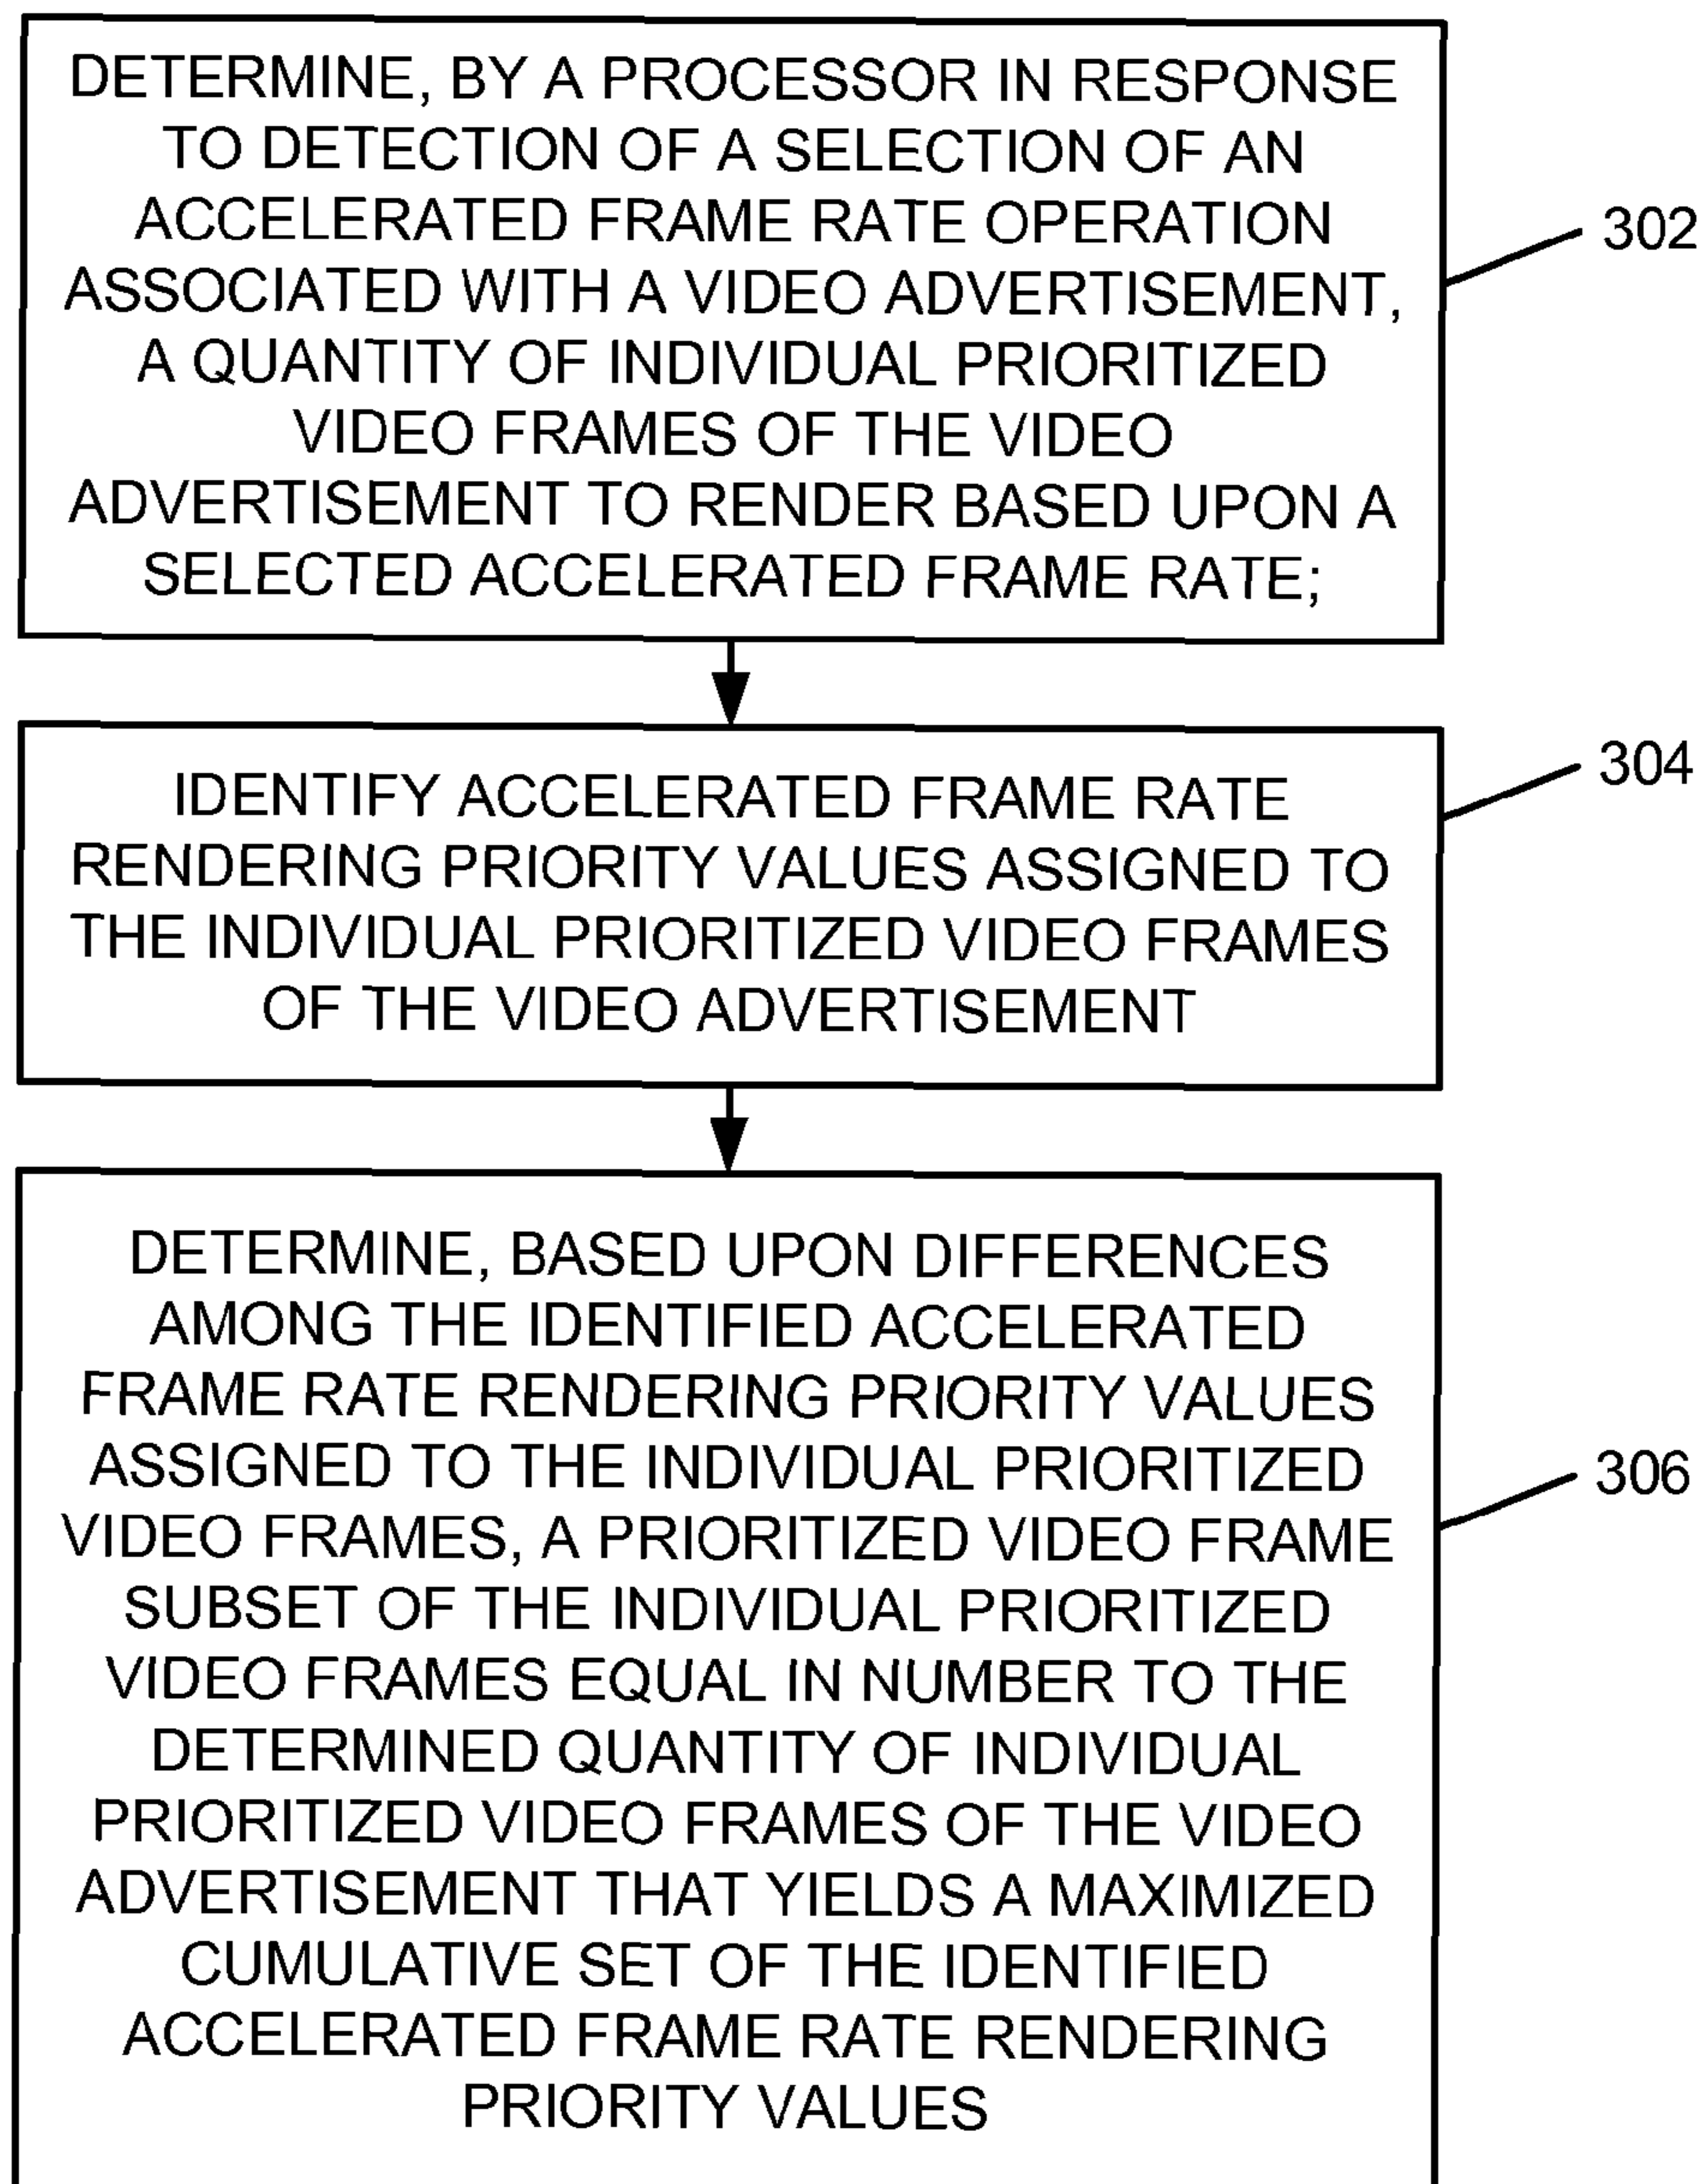 DETERMINE, BY A PROCESSOR IN RESPONSE
TO DETECTION OF A SELECTION OF AN
ACCELERATED FRAME RATE OPERATION
ASSOCIATED WITH A VIDEO ADVERTISEMENT,
A QUANTITY OF INDIVIDUAL PRIORITIZED
VIDEO FRAMES OF THE VIDEO
ADVERTISEMENT TO RENDER BASED UPON A
SELECTED ACCELERATED FRAME RATE;
302
IDENTIFY ACCELERATED FRAME RATE
RENDERING PRIORITY VALUES ASSIGNED TO
THE INDIVIDUAL PRIORITIZED VIDEO FRAMES
OF THE VIDEO ADVERTISEMENT
304
DETERMINE, BASED UPON DIFFERENCES
AMONG THE IDENTIFIED ACCELERATED
FRAME RATE RENDERING PRIORITY VALUES
ASSIGNED TO THE INDIVIDUAL PRIORITIZED
VIDEO FRAMES, A PRIORITIZED VIDEO FRAME
SUBSET OF THE INDIVIDUAL PRIORITIZED
VIDEO FRAMES EQUAL IN NUMBER TO THE
DETERMINED QUANTITY OF INDIVIDUAL
PRIORITIZED VIDEO FRAMES OF THE VIDEO
ADVERTISEMENT THAT YIELDS A MAXIMIZED
CUMULATIVE SET OF THE IDENTIFIED
ACCELERATED FRAME RATE RENDERING
PRIORITY VALUES
306